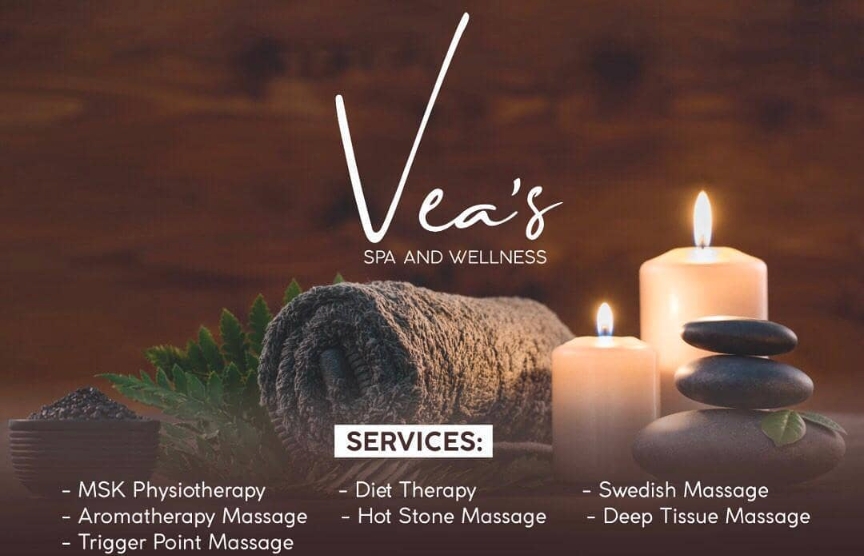 Vea's
SPA AND WELLNESS
SERVICES:
- MSK Physiotherapy
- Aromatherapy Massage
- Trigger Point Massage
- Diet Therapy
- Hot Stone Massage
- Swedish Massage
- Deep Tissue Massage